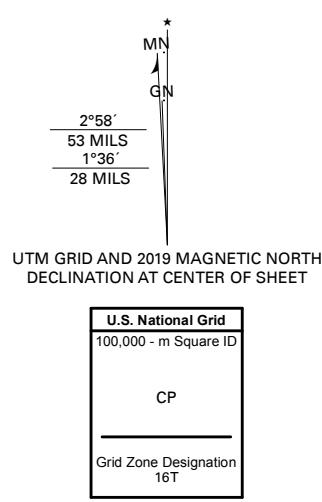 ★
MN
GN
2°58´
53 MILS
1°36´
28 MILS
UTM GRID AND 2019 MAGNETIC NORTH
DECLINATION AT CENTER OF SHEET
U.S. National Grid
100,000 - m Square ID
CP
Grid Zone Designation
16T